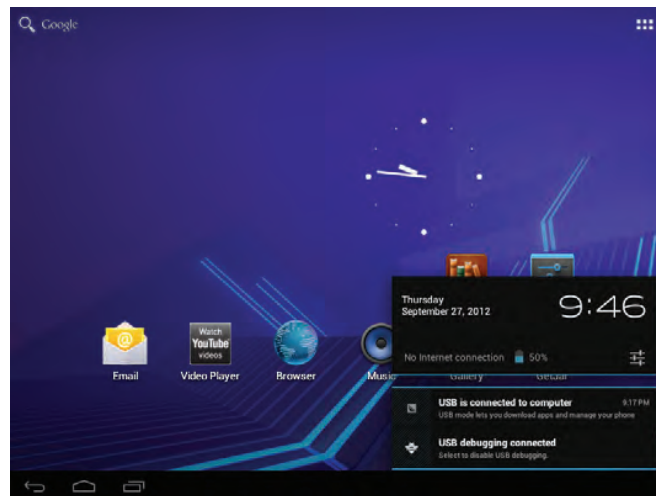 Google
Thursday
September 27, 2012
9:46
No Internet connection 50%
Watch
YouTube
videos
Email
Video Player
Browser
Music
Gallery
GetJar
USB is connected to computer
9:17 PM
USB mode lets you download apps and manage your phone
USB debugging connected
Select to disable USB debugging.